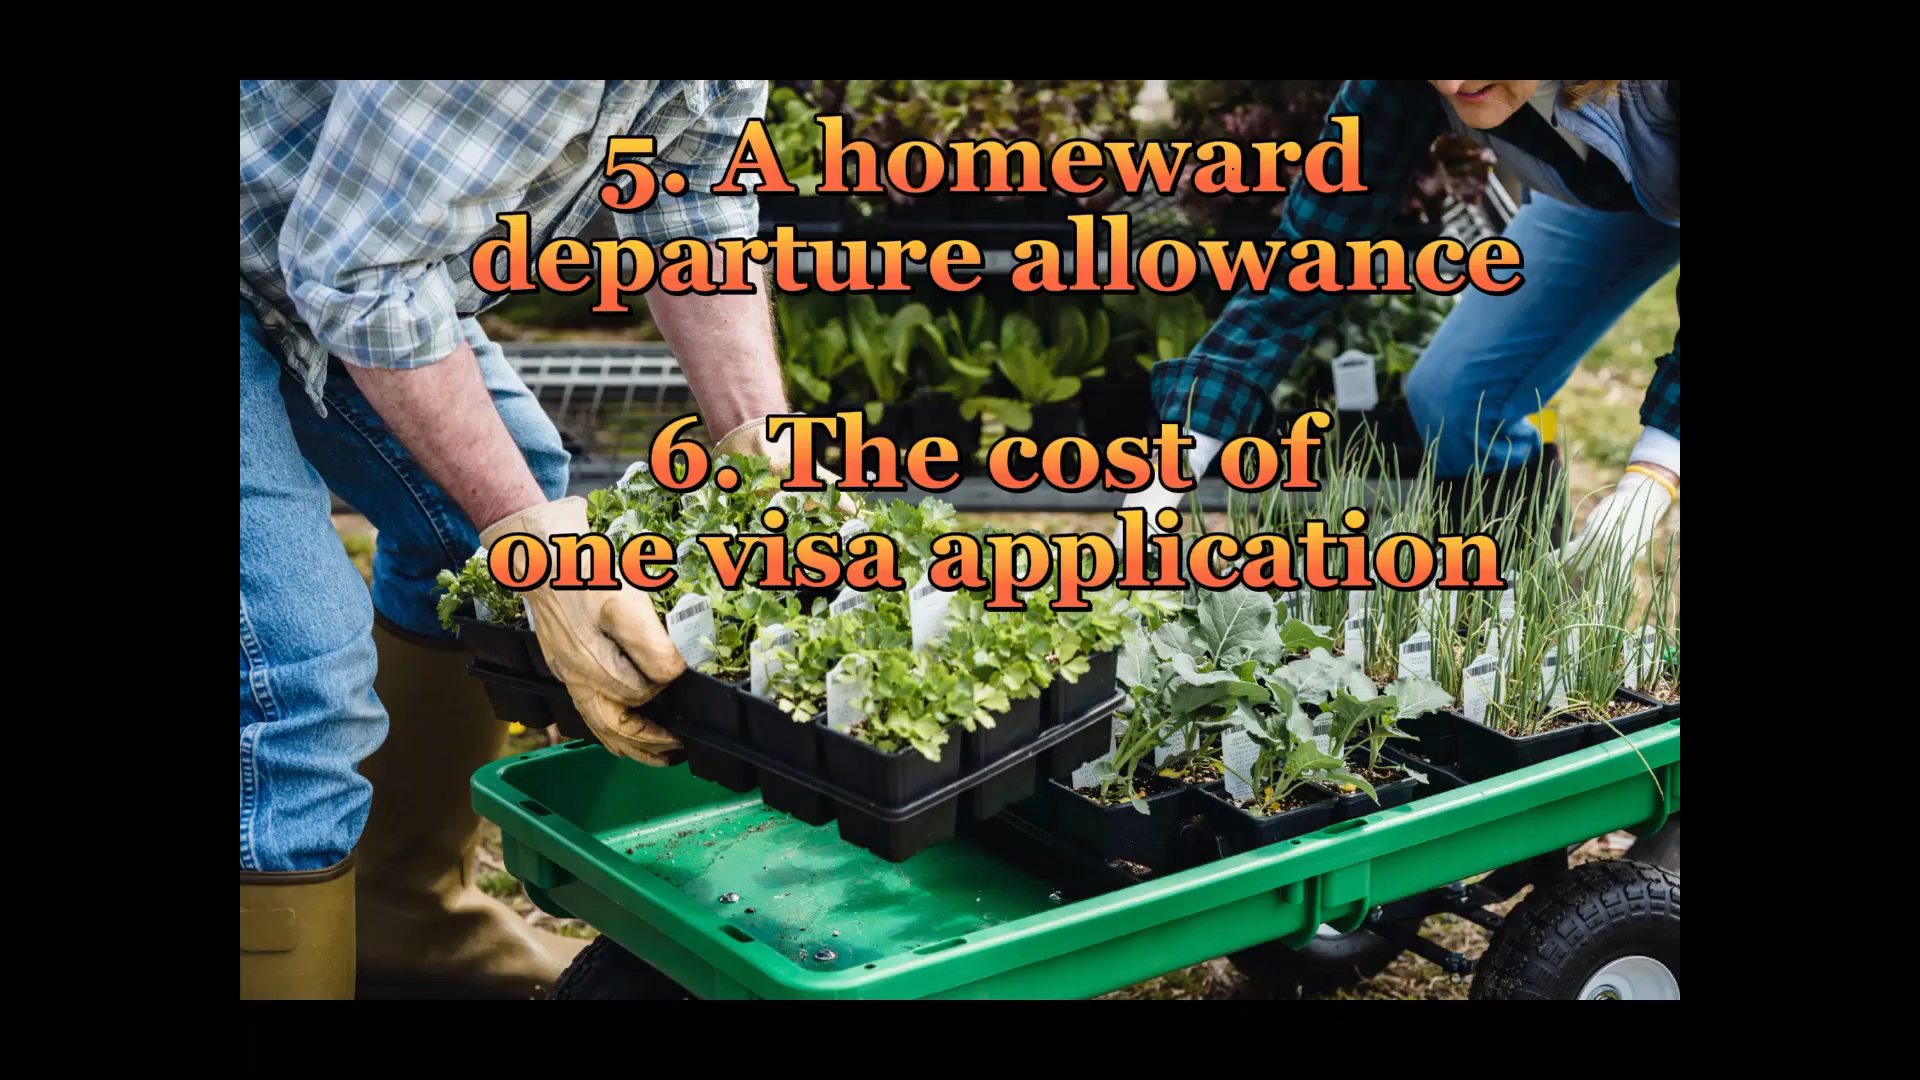 5. A homeward
departure allowance
6. The cost of
one visa application